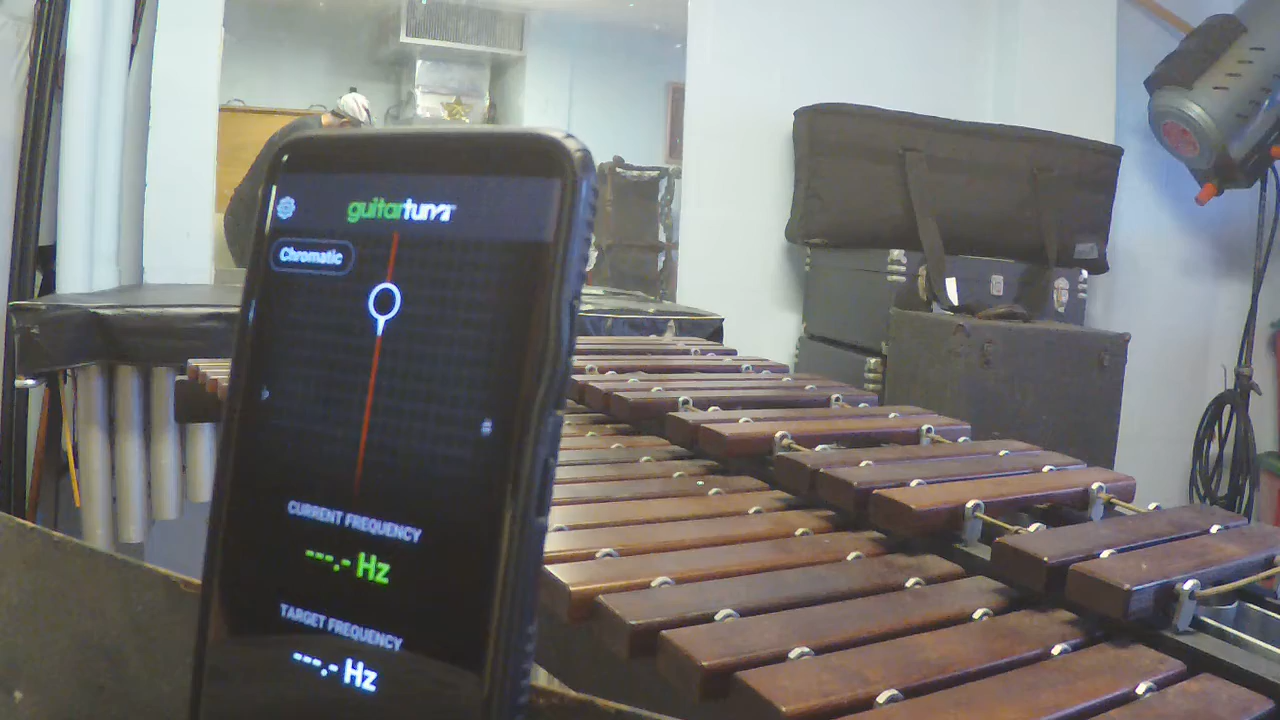 guitartuna
Chromatic
CURRENT FREQUENCY
---.- Hz
TARGET FREQUENCY
---.- Hz